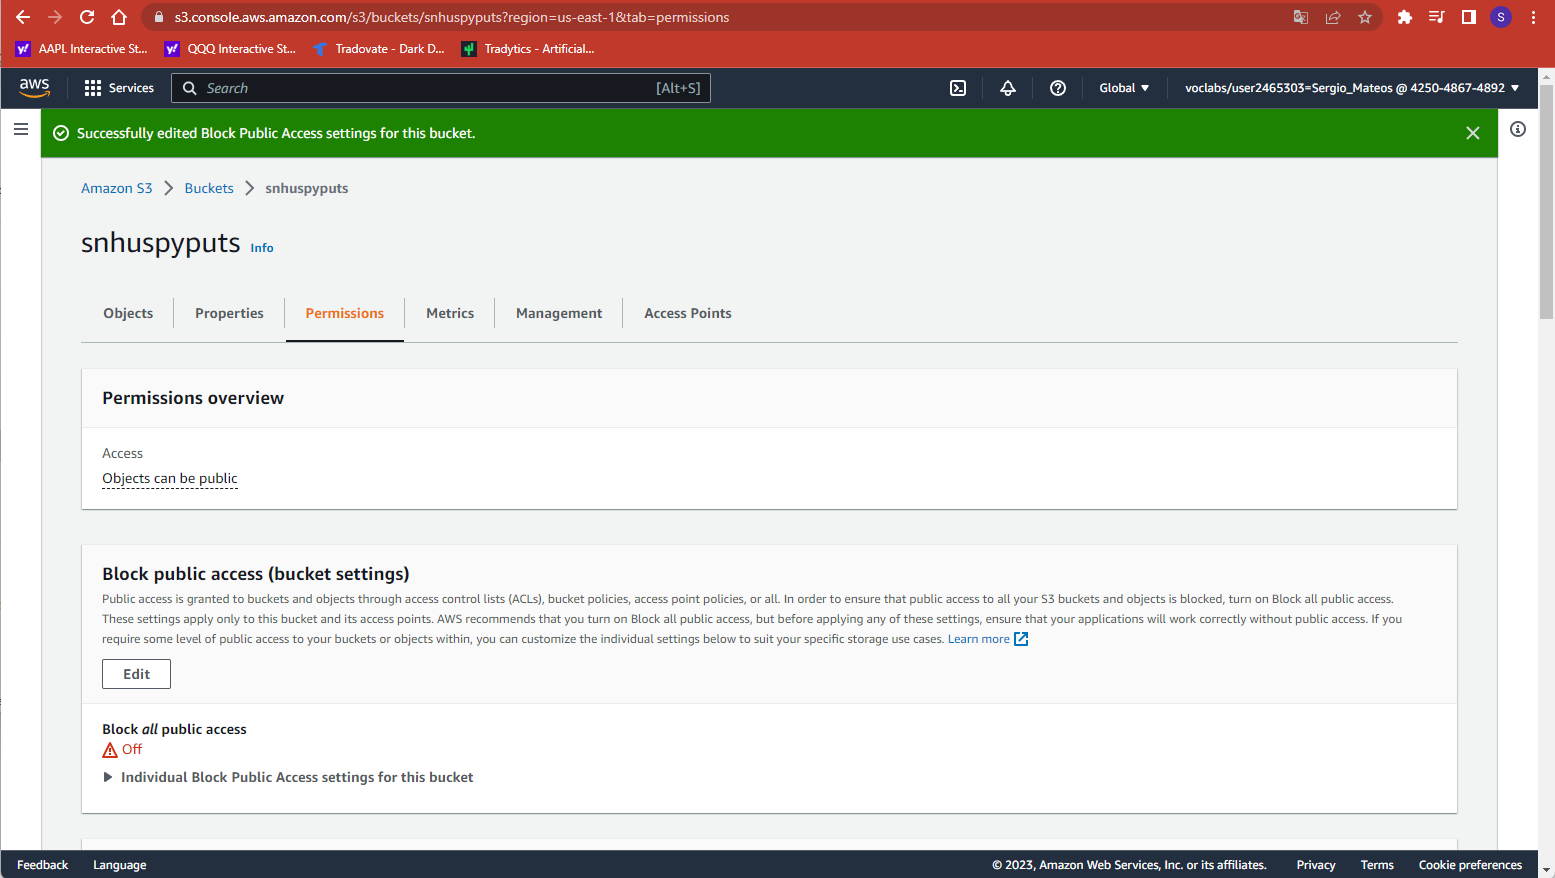 s3.console.aws.amazon.com/s3/buckets/snhuspyputs?region=us-east-1&tab=permissions
S
AAPL Interactive St...
QQQ Interactive St...
Tradovate - Dark D...
Tradytics - Artificial...
aws
Services
Search
[Alt+S]
Global
voclabs/user2465303=Sergio_Mateos @ 4250-4867-4892
Successfully edited Block Public Access settings for this bucket.
Amazon S3 > Buckets > snhuspyputs
snhuspyputs Info
Objects
Properties
Permissions
Metrics
Management
Access Points
Permissions overview
Access
Objects can be public
Block public access (bucket settings)
Public access is granted to buckets and objects through access control lists (ACLs), bucket policies, access point policies, or all. In order to ensure that public access to all your S3 buckets and objects is blocked, turn on Block all public access.
These settings apply only to this bucket and its access points. AWS recommends that you turn on Block all public access, but before applying any of these settings, ensure that your applications will work correctly without public access. If you
require some level of public access to your buckets or objects within, you can customize the individual settings below to suit your specific storage use cases. Learn more
Edit
Block all public access
Off
Individual Block Public Access settings for this bucket
Feedback
Language
© 2023, Amazon Web Services, Inc. or its affiliates.
Privacy
Terms
Cookie preferences